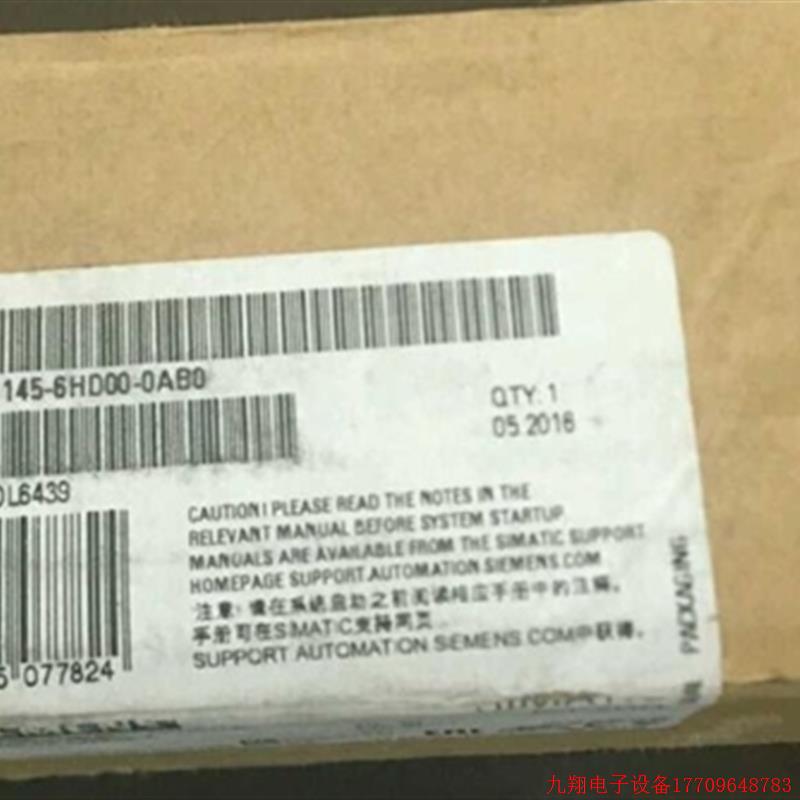 145-6HD00-0AB0
QTY: 1
05.2016
0L6439
CAUTION! PLEASE READ THE NOTES IN THE
RELEVANT MANUAL BEFORE SYSTEM STARTUP
MANUALS ARE AVAILABLE FROM THE SIMATIC SUPPORT
HOMEPAGE SUPPORT.AUTOMATION.SIEMENS.COM
注意: 请在系统启动之前阅读相应手册中的注释。
手册可在SIMATIC支持网页
SUPPORT AUTOMATION SIEMENS.COM中获得。
PACKAGING
5 077824
九翔电子设备17709648783